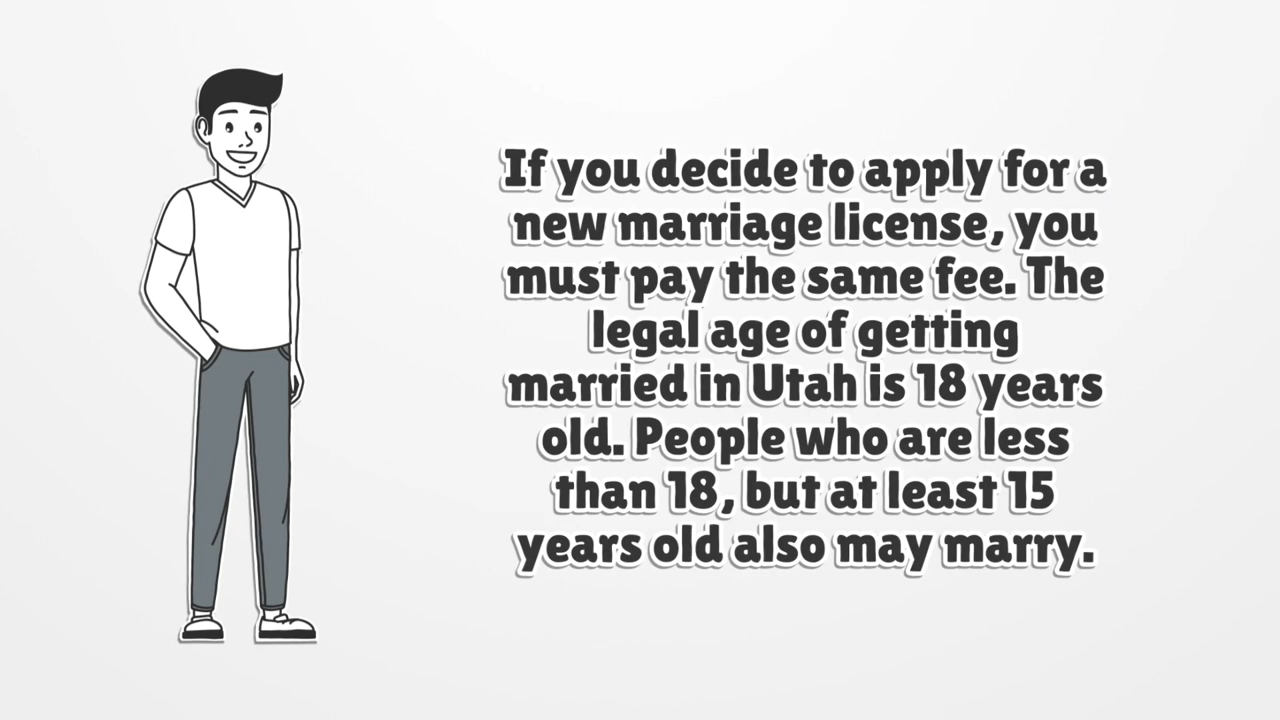 If you decide to apply for a
new marriage license, you
must pay the same fee. The
legal age of getting
married in Utah is 18 years
old. People who are less
than 18, but at least 15
years old also may marry.